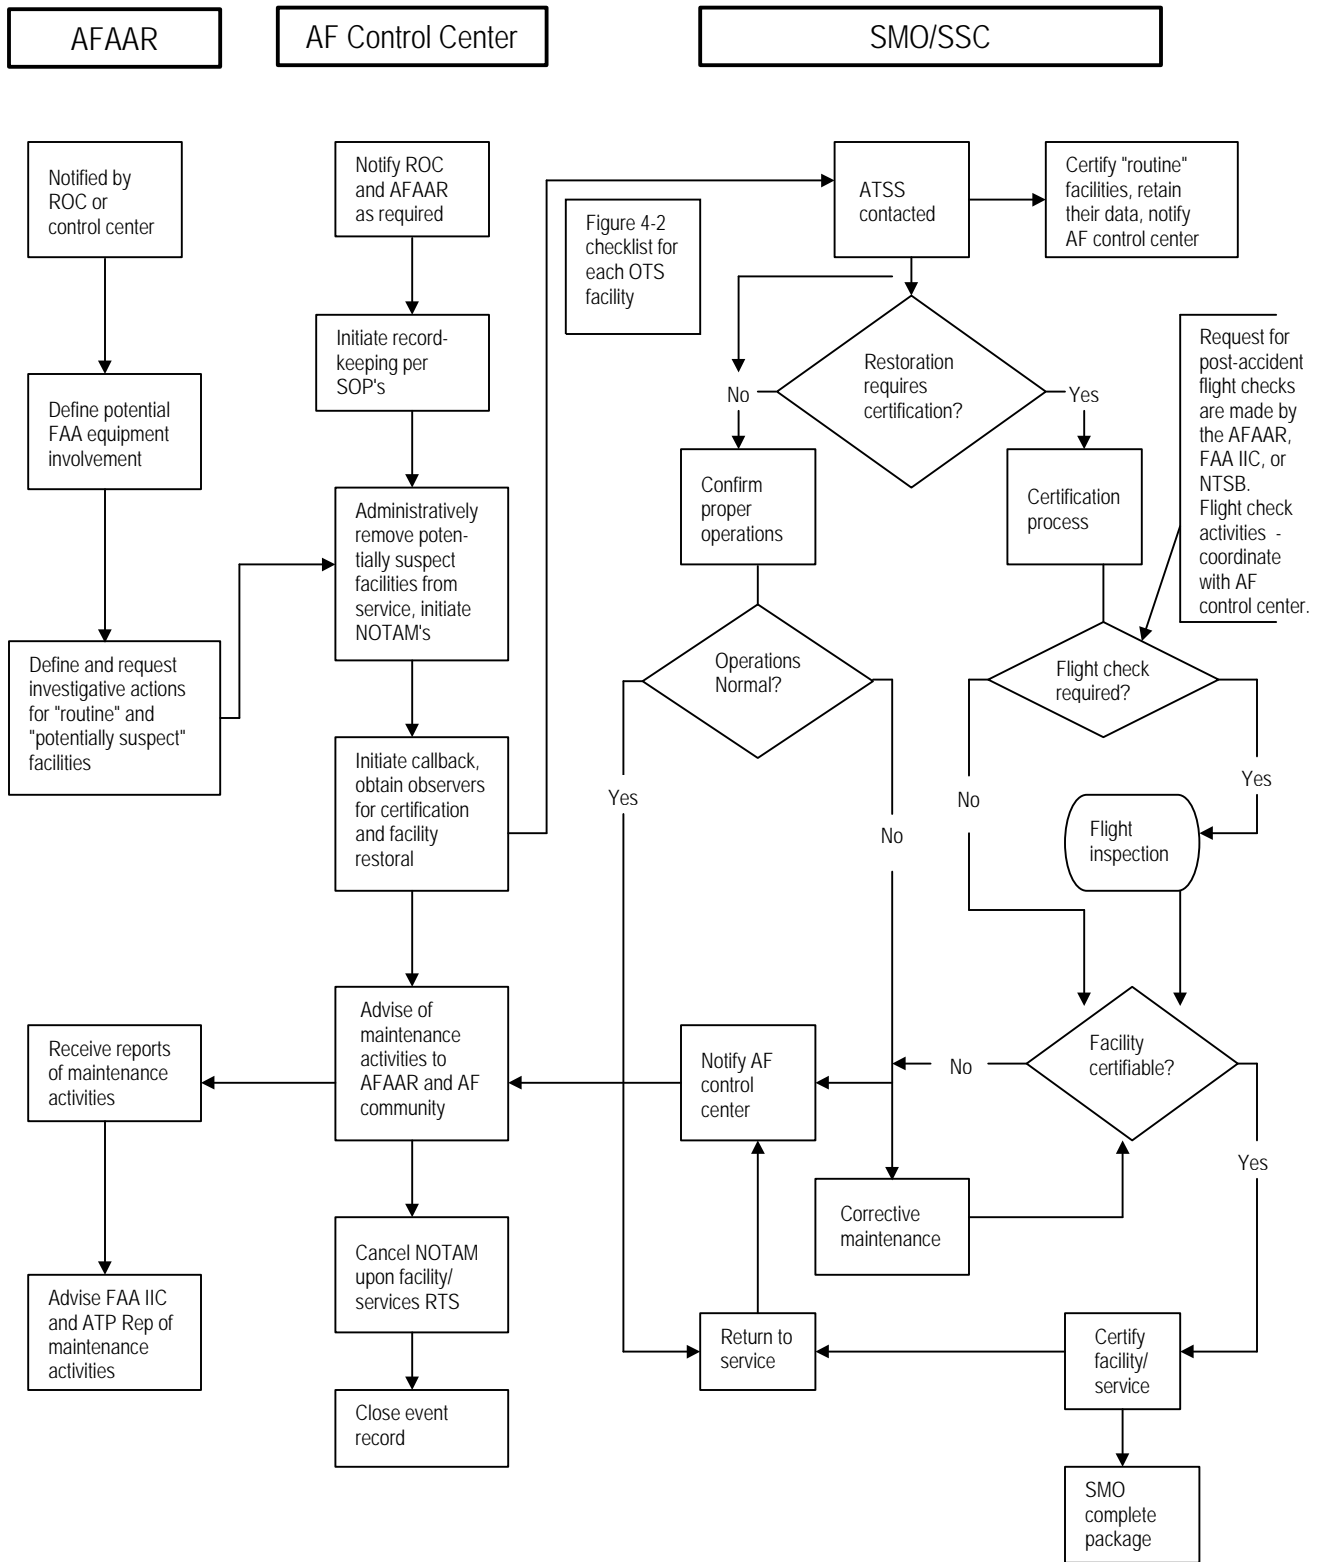 AFAAR
AF Control Center
SMO/SSC
Notified by
ROC or
control center
Define potential
FAA equipment
involvement
Define and request
investigative actions
for "routine" and
"potentially suspect"
facilities
Receive reports
of maintenance
activities
Advise FAA IIC
and ATP Rep of
maintenance
activities
Notify ROC
and AFAAR
as required
Initiate record-
keeping per
SOP's
Administratively
remove poten-
tially suspect
facilities from
service, initiate
NOTAM's
Initiate callback,
obtain observers
for certification
and facility
restoral
Advise of
maintenance
activities to
AFAAR and AF
community
Cancel NOTAM
upon facility/
services RTS
Close event
record
Figure 4-2
checklist for
each OTS
facility
ATSS
contacted
Certify "routine"
facilities, retain
their data, notify
AF control center
Restoration
requires
certification?
No
Yes
Request for
post-accident
flight checks
are made by
the AFAAR,
FAA IIC, or
NTSB.
Flight check
activities -
coordinate
with AF
control center.
Confirm
proper
operations
Certification
process
Operations
Normal?
Flight check
required?
Yes
No
No
Yes
Flight
inspection
Notify AF
control
center
No
Facility
certifiable?
Yes
Corrective
maintenance
Return to
service
Certify
facility/
service
SMO
complete
package